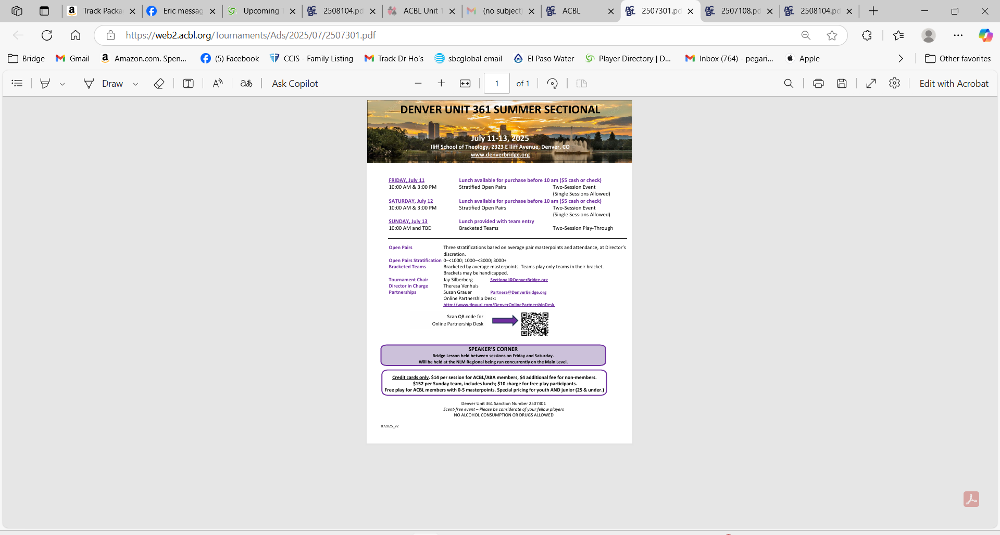 Track Packa
Eric messag
Upcoming T
2508104.pd
ACBL Unit 1
(no subject)
ACBL
2507301.pd
2507108.pd
2508104.pd
https://web2.acbl.org/Tournaments/Ads/2025/07/2507301.pdf
Bridge
Gmail
Amazon.com. Spen...
(5) Facebook
CCIS - Family Listing
Track Dr Ho's
sbcglobal email
El Paso Water
Player Directory | D...
Inbox (764) - pegari...
Apple
Other favorites
Draw
Ask Copilot
1 of 1
Edit with Acrobat
DENVER UNIT 361 SUMMER SECTIONAL
July 11-13, 2025
Iliff School of Theology, 2323 E Iliff Avenue, Denver, CO
www.denverbridge.org
FRIDAY, July 11 Lunch available for purchase before 10 am ($5 cash or check)
10:00 AM & 3:00 PM Stratified Open Pairs Two-Session Event
(Single Sessions Allowed)
SATURDAY, July 12 Lunch available for purchase before 10 am ($5 cash or check)
10:00 AM & 3:00 PM Stratified Open Pairs Two-Session Event
(Single Sessions Allowed)
SUNDAY, July 13 Lunch provided with team entry
10:00 AM and TBD Bracketed Teams Two-Session Play-Through
Open Pairs Three stratifications based on average pair masterpoints and attendance, at Director's
discretion.
Open Pairs Stratification 0–<1000; 1000–<3000; 3000+
Bracketed Teams Bracketed by average masterpoints. Teams play only teams in their bracket.
Brackets may be handicapped.
Tournament Chair Jay Silberberg Sectional@DenverBridge.org
Director in Charge Theresa Venhuis
Partnerships Susan Grauer Partners@DenverBridge.org
Online Partnership Desk:
http://www.tinyurl.com/DenverOnlinePartnershipDesk
Scan QR code for
Online Partnership Desk
SPEAKER'S CORNER
Bridge Lesson held between sessions on Friday and Saturday.
Will be held at the NLM Regional being run concurrently on the Main Level.
Credit cards only. $14 per session for ACBL/ABA members, $4 additional fee for non-members.
$152 per Sunday team, includes lunch; $10 charge for free play participants.
Free play for ACBL members with 0-5 masterpoints. Special pricing for youth AND junior (25 & under.)
Denver Unit 361 Sanction Number 2507301
Scent-free event – Please be considerate of your fellow players
NO ALCOHOL CONSUMPTION OR DRUGS ALLOWED
072025_v2